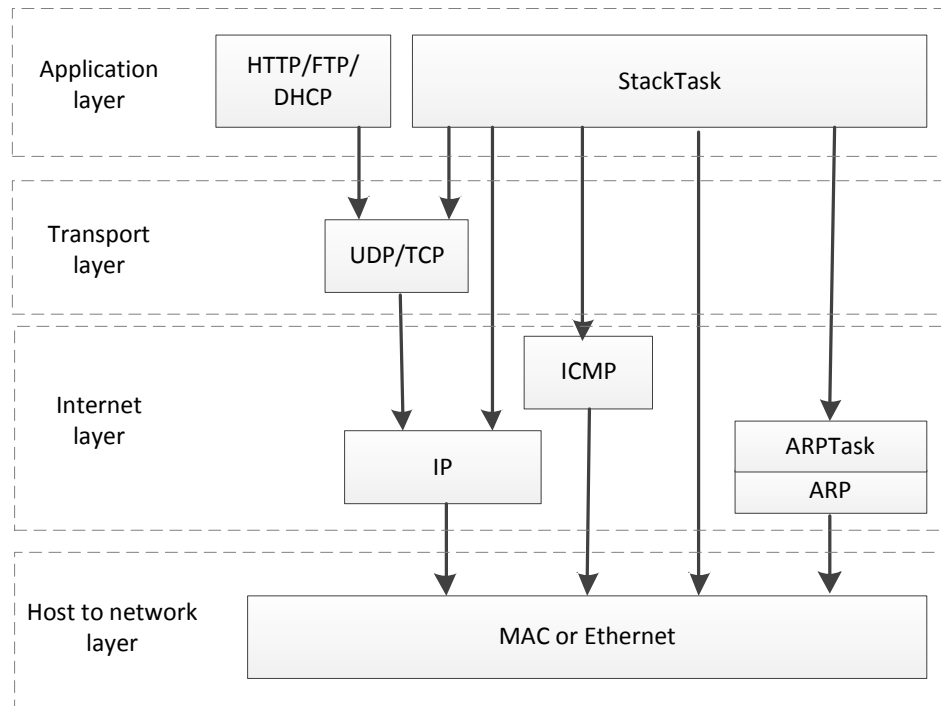 Application
layer
HTTP/FTP/
DHCP
StackTask
Transport
layer
UDP/TCP
Internet
layer
ICMP
IP
ARPTask
ARP
Host to network
layer
MAC or Ethernet